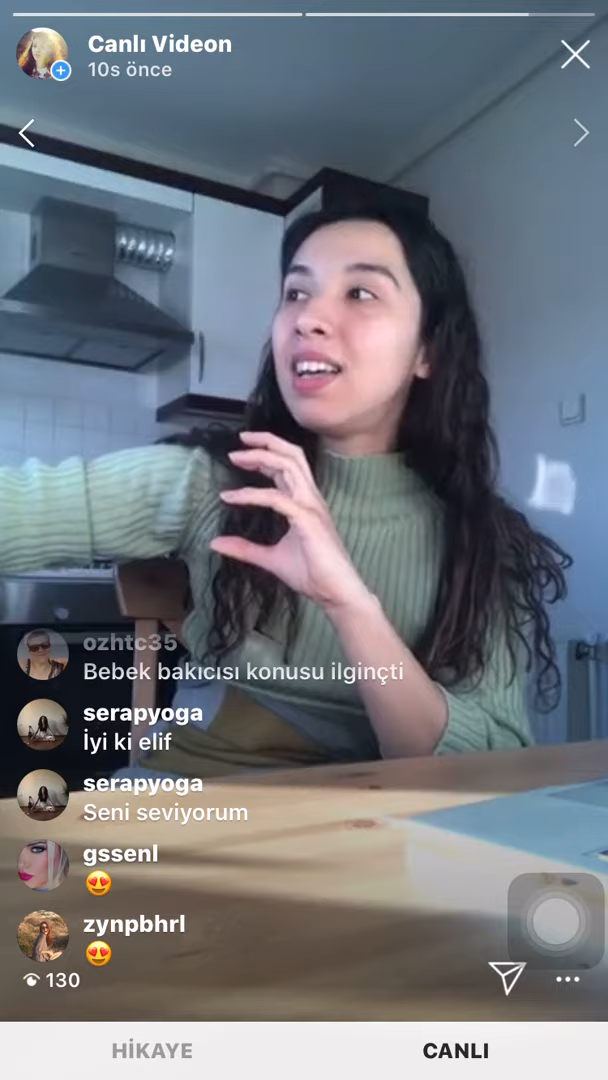 Canlı Videon
10s önce
ozhtc35
Bebek bakıcısı konusu ilginçti
serapyoga
İyi ki elif
serapyoga
Seni seviyorum
gssenl
😍
zynpbhrl
😍
130
HİKAYE
CANLI